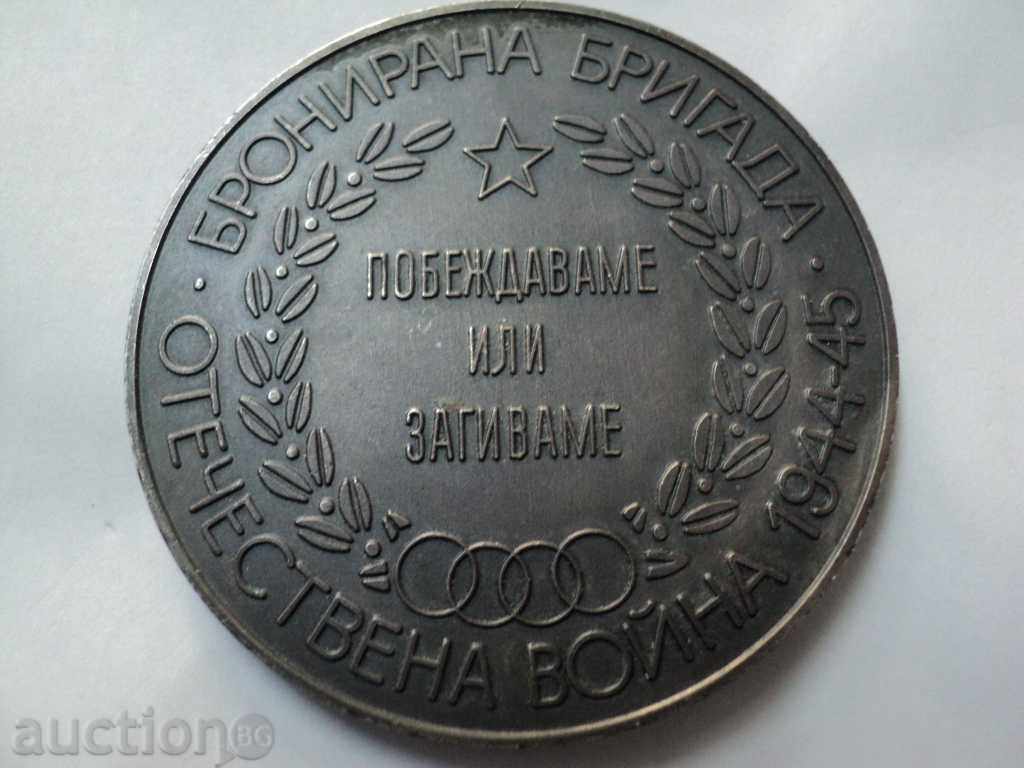 БРОНИРАНА БРИГАДА
ПОБЕЖДАВАМЕ
ИЛИ
ЗАГИВАМЕ
ОТЕЧЕСТВЕНА ВОЙНА 1944-45
auction BG